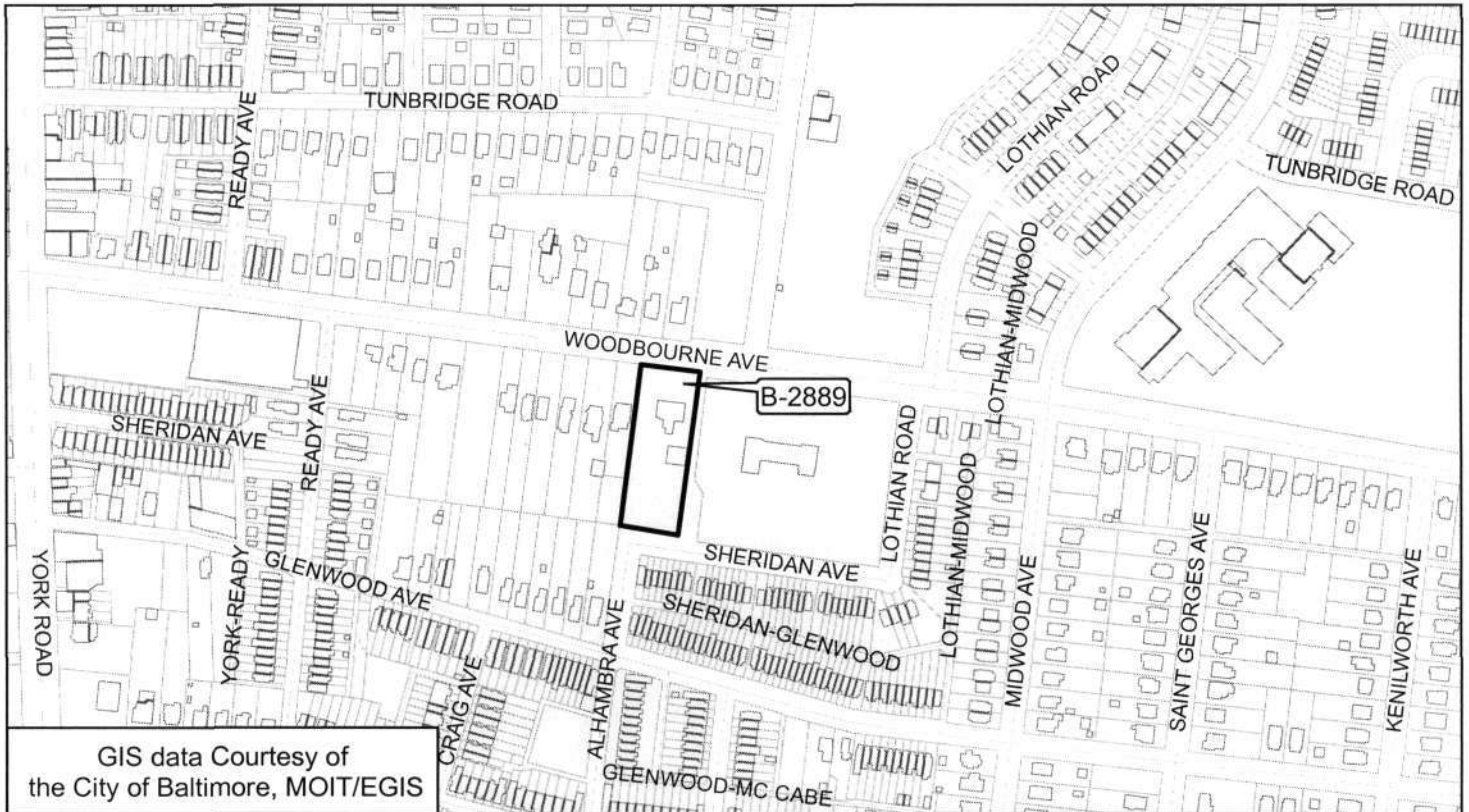 TUNBRIDGE ROAD
READY AVE
LOTHIAN ROAD
TUNBRIDGE ROAD
LOTHIAN-MIDWOOD
WOODBOURNE AVE
B-2889
SHERIDAN AVE
READY AVE
LOTHIAN ROAD
LOTHIAN-MIDWOOD
MIDWOOD AVE
SAINT GEORGES AVE
KENILWORTH AVE
YORK ROAD
YORK-READY
GLENWOOD AVE
SHERIDAN AVE
SHERIDAN-GLENWOOD
CRAIG AVE
ALHAMBRA AVE
GLENWOOD-MC CABE
GIS data Courtesy of
the City of Baltimore, MOIT/EGIS